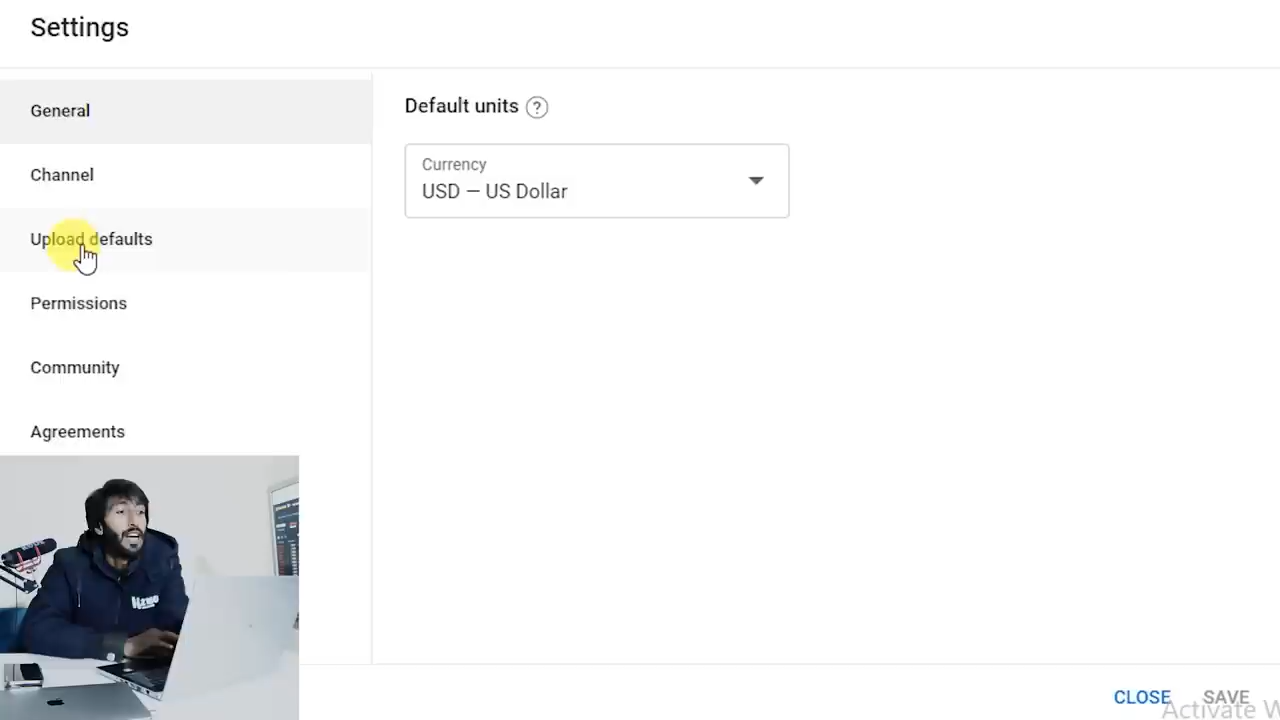 Settings
General
Channel
Upload defaults
Permissions
Community
Agreements
Default units ?
Currency
USD – US Dollar
CLOSE
SAVE
Activate W